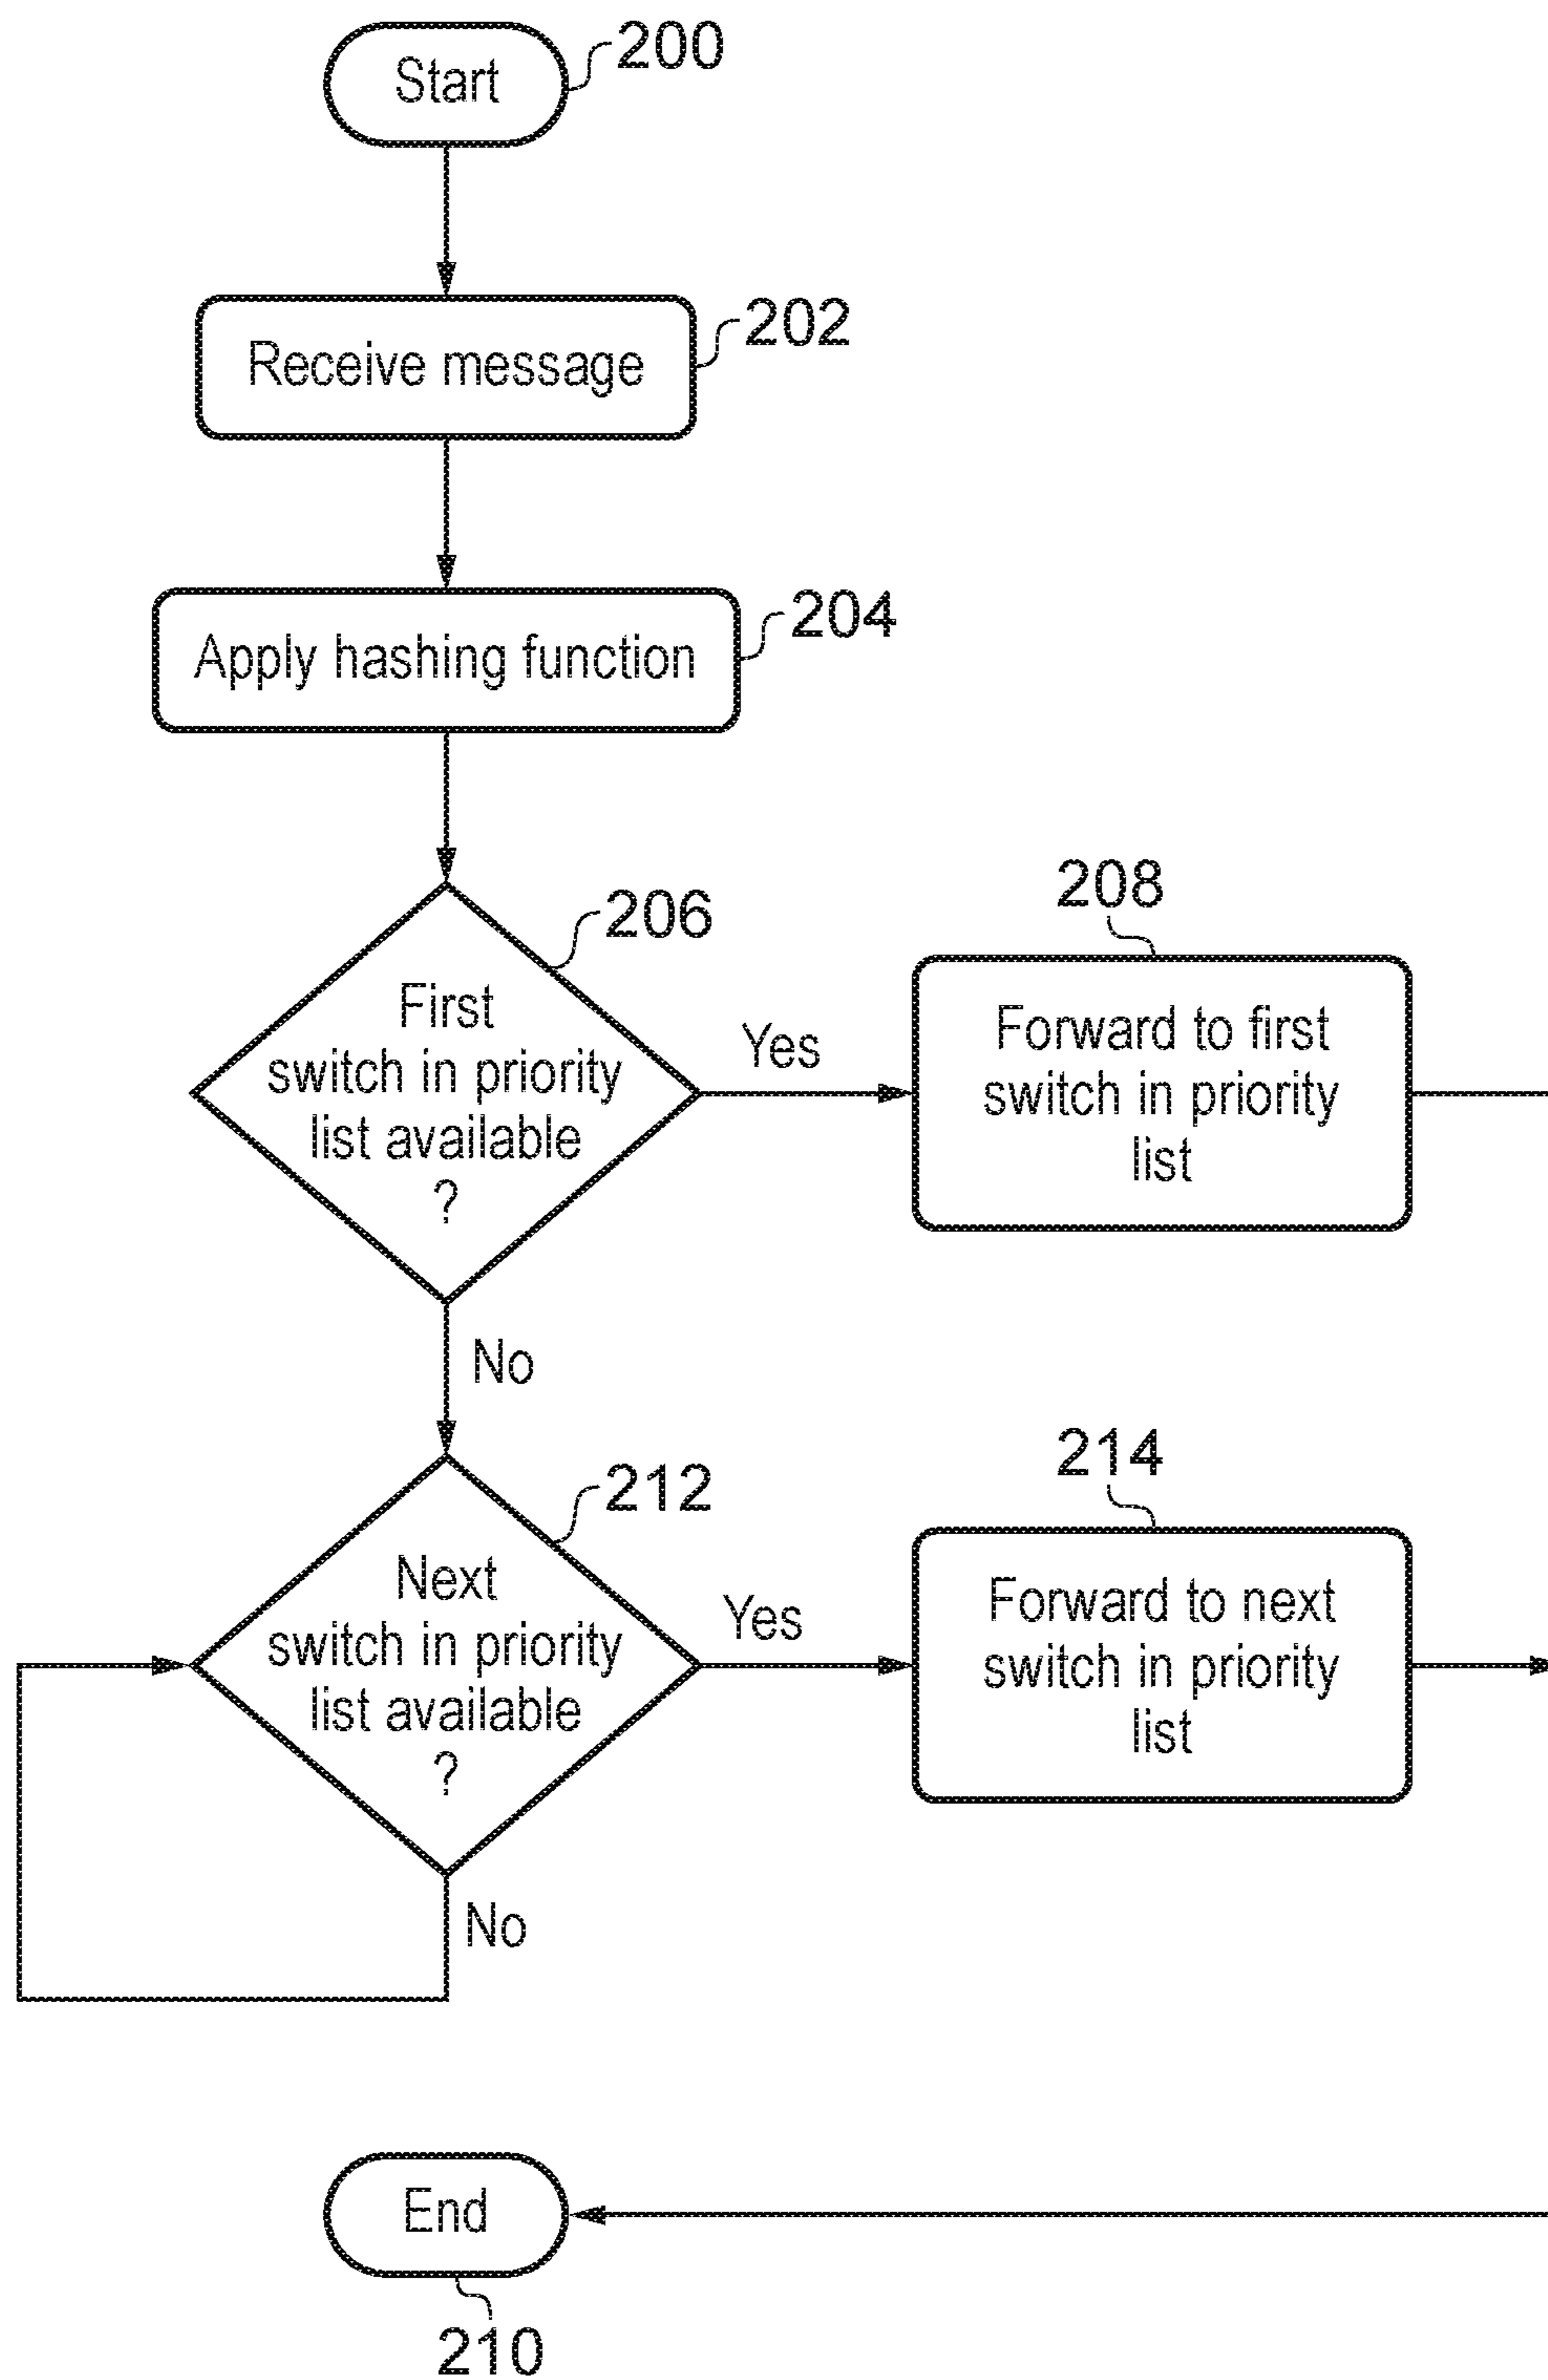 Start
200
Receive message
202
Apply hashing function
204
206
First
switch in priority
list available
?
Yes
208
Forward to first
switch in priority
list
No
212
Next
switch in priority
list available
?
Yes
214
Forward to next
switch in priority
list
No
End
210